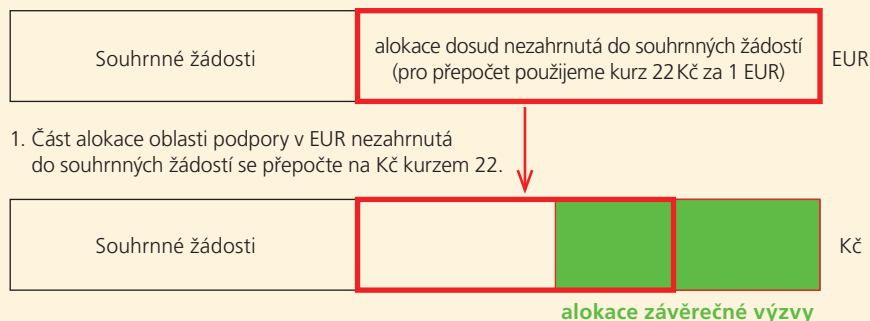 Souhrnné žádosti
alokace dosud nezahrnutá do souhrnných žádostí
(pro přepočet použijeme kurz 22 Kč za 1 EUR)
EUR
1. Část alokace oblasti podpory v EUR nezahrnutá
do souhrnných žádostí se přepočte na Kč kurzem 22.
Souhrnné žádosti
Kč
alokace závěrečné výzvy